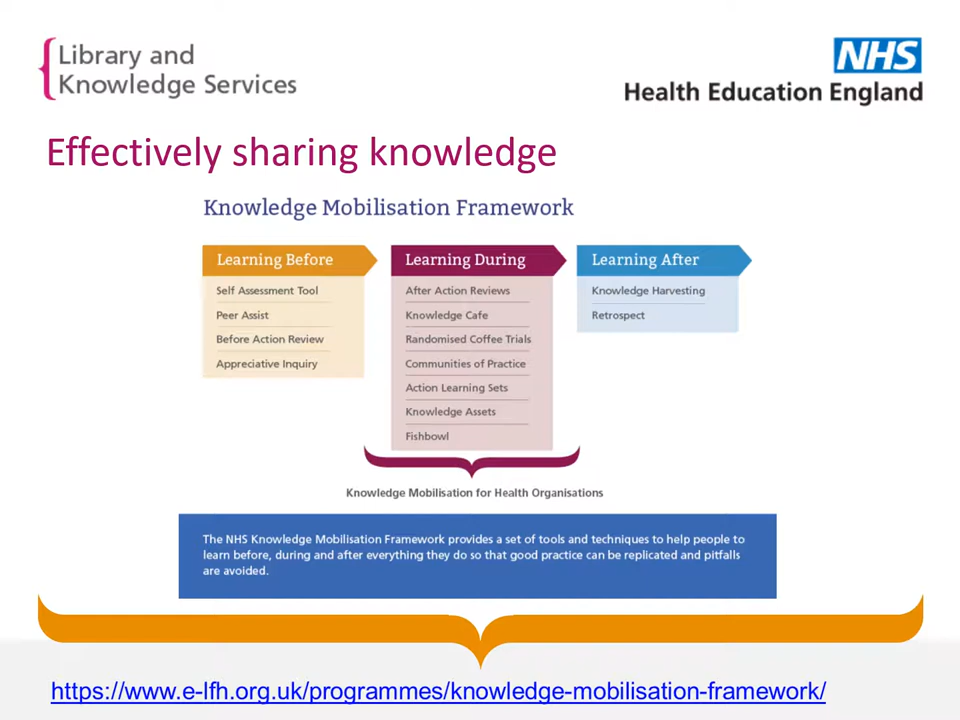 Library and
Knowledge Services
NHS
Health Education England
Effectively sharing knowledge
Knowledge Mobilisation Framework
Learning Before
Self Assessment Tool
Peer Assist
Before Action Review
Appreciative Inquiry
Learning During
After Action Reviews
Knowledge Cafe
Randomised Coffee Trials
Communities of Practice
Action Learning Sets
Knowledge Assets
Fishbowl
Learning After
Knowledge Harvesting
Retrospect
Knowledge Mobilisation for Health Organisations
The NHS Knowledge Mobilisation Framework provides a set of tools and techniques to help people to
learn before, during and after everything they do so that good practice can be replicated and pitfalls
are avoided.
https://www.e-lfh.org.uk/programmes/knowledge-mobilisation-framework/